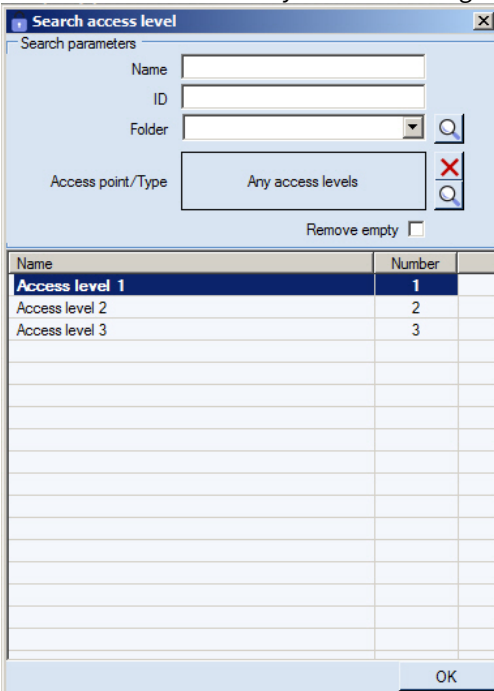 Search access level
Search parameters
Name
ID
Folder
Access point/Type Any access levels
Remove empty
Name Number
Access level 1 1
Access level 2 2
Access level 3 3
OK